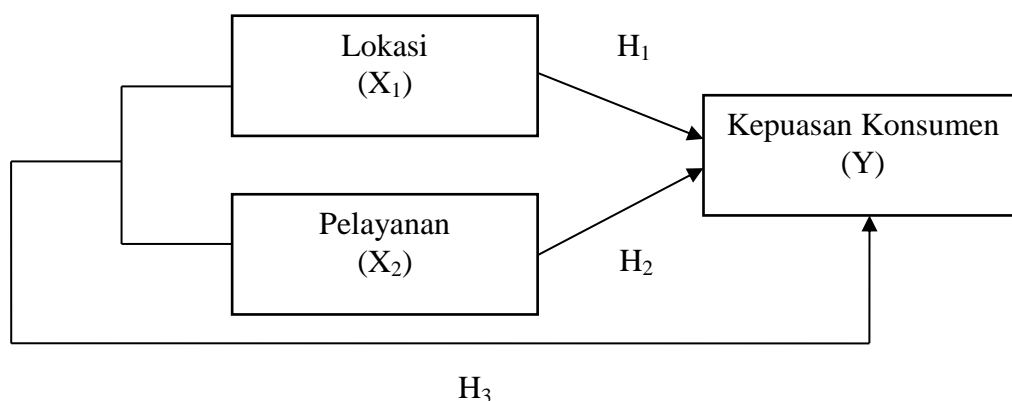 Lokasi
(X₁)
H₁
Kepuasan Konsumen
(Y)
Pelayanan
(X₂)
H₂
H₃